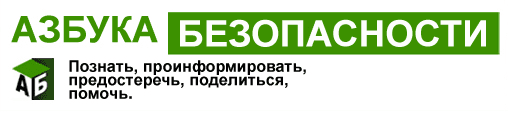 АЗБУКА БЕЗОПАСНОСТИ
АБ
Познать, проинформировать,
предостеречь, поделиться,
помочь.